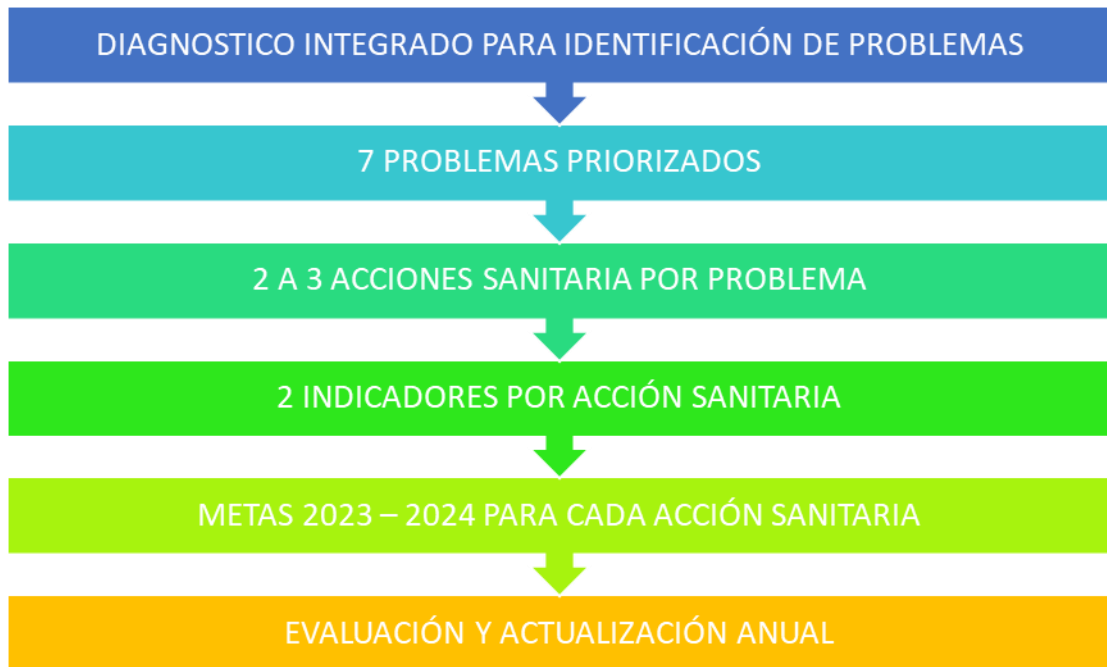 DIAGNOSTICO INTEGRADO PARA IDENTIFICACIÓN DE PROBLEMAS
7 PROBLEMAS PRIORIZADOS
2 A 3 ACCIONES SANITARIA POR PROBLEMA
2 INDICADORES POR ACCIÓN SANITARIA
METAS 2023 – 2024 PARA CADA ACCIÓN SANITARIA
EVALUACIÓN Y ACTUALIZACIÓN ANUAL